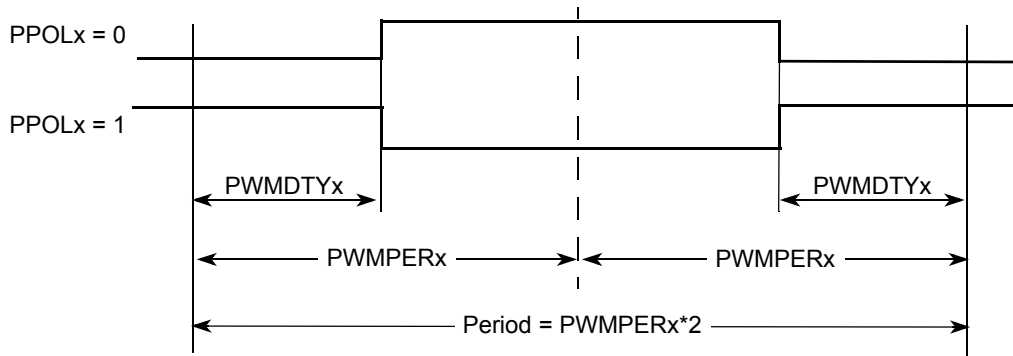 PPOLx = 0
PPOLx = 1
PWMDTYx
PWMDTYx
PWMPERx
PWMPERx
Period = PWMPERx*2